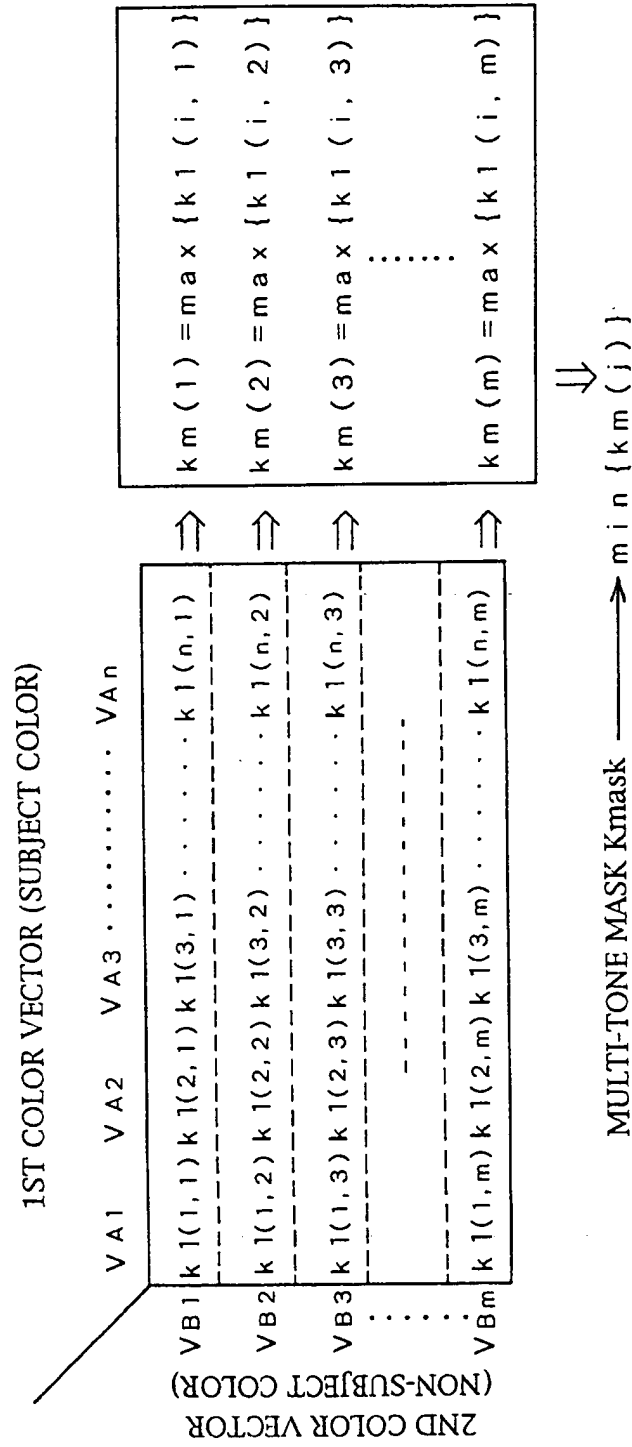 1ST COLOR VECTOR (SUBJECT COLOR)
VA1 VA2 VA3 ········· VAn
2ND COLOR VECTOR
(NON-SUBJECT COLOR)
VB1 k1(1,1) k1(2,1) k1(3,1) ······· k1(n,1) ⇒ km(1)=max{k1(i,1)}
VB2 k1(1,2) k1(2,2) k1(3,2) ······· k1(n,2) ⇒ km(2)=max{k1(i,2)}
VB3 k1(1,3) k1(2,3) k1(3,3) ······· k1(n,3) ⇒ km(3)=max{k1(i,3)}
VBm k1(1,m) k1(2,m) k1(3,m) ······ k1(n,m) ⇒ km(m)=max{k1(i,m)}
MULTI-TONE MASK Kmask → min{km(j)}